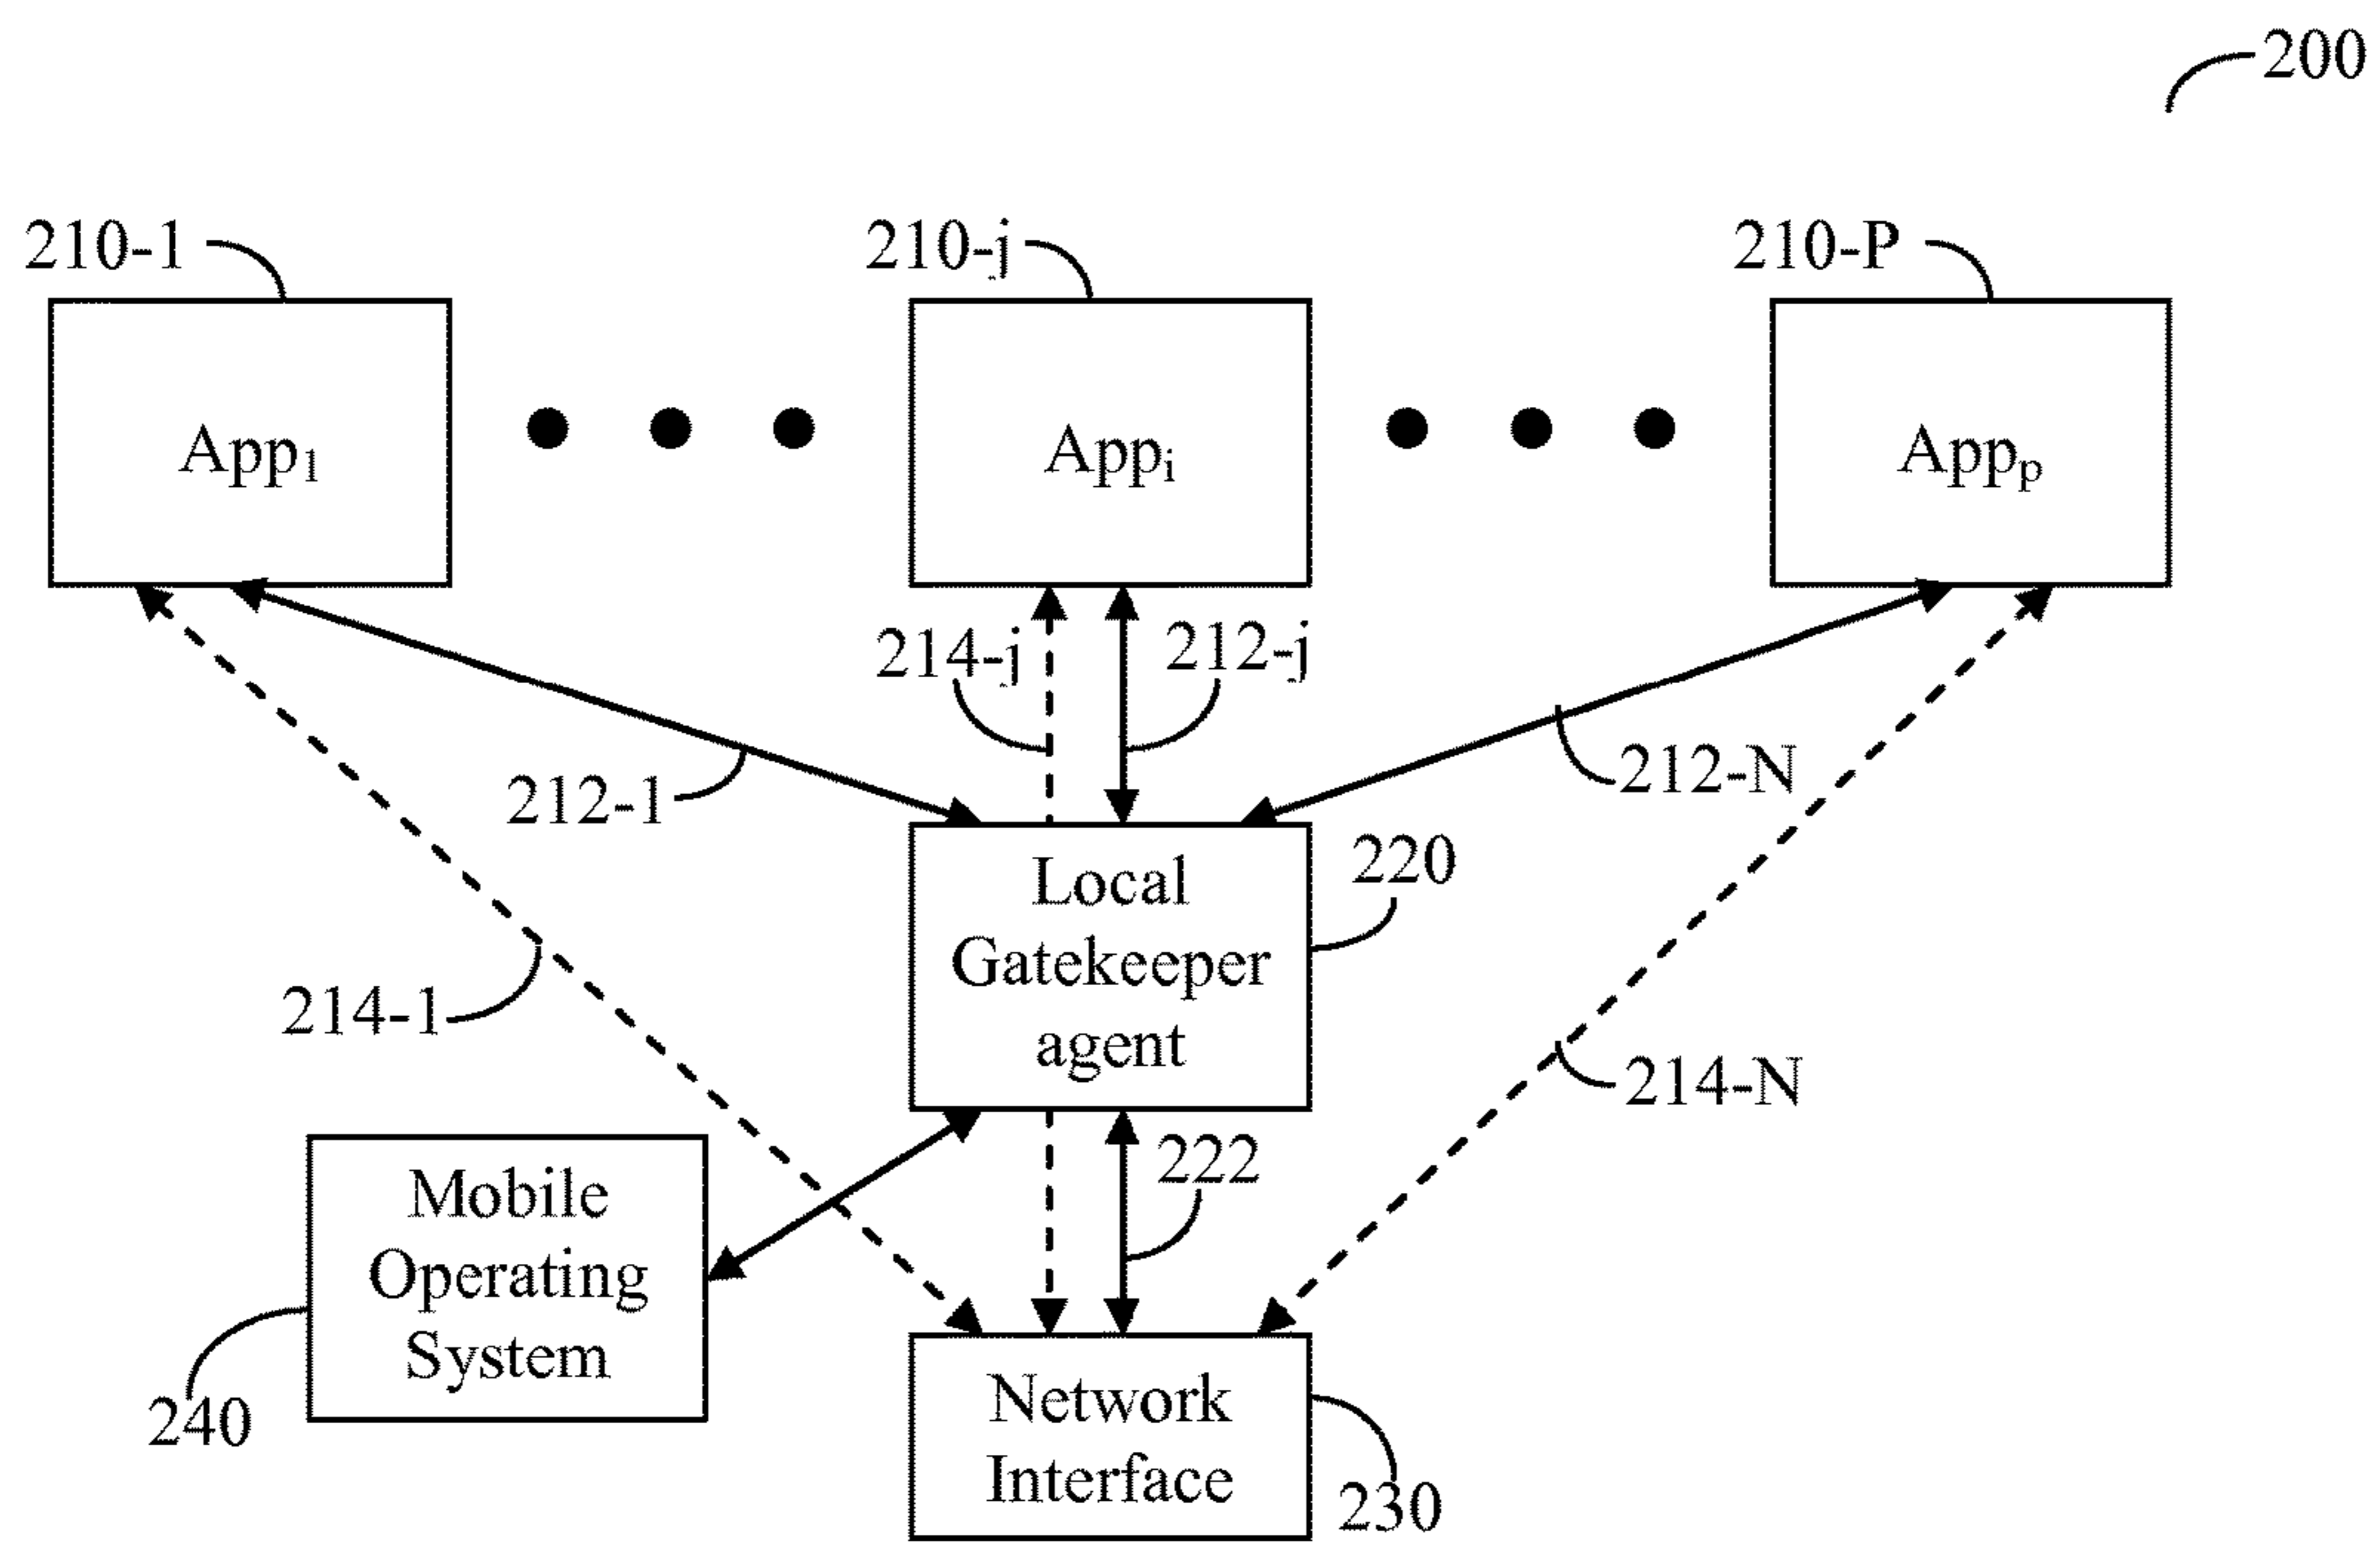 200
210-1
210-j
210-P
App1
Appi
Appp
214-j
212-j
212-1
212-N
Local
Gatekeeper
agent
220
214-1
214-N
222
Mobile
Operating
System
240
Network
Interface
230